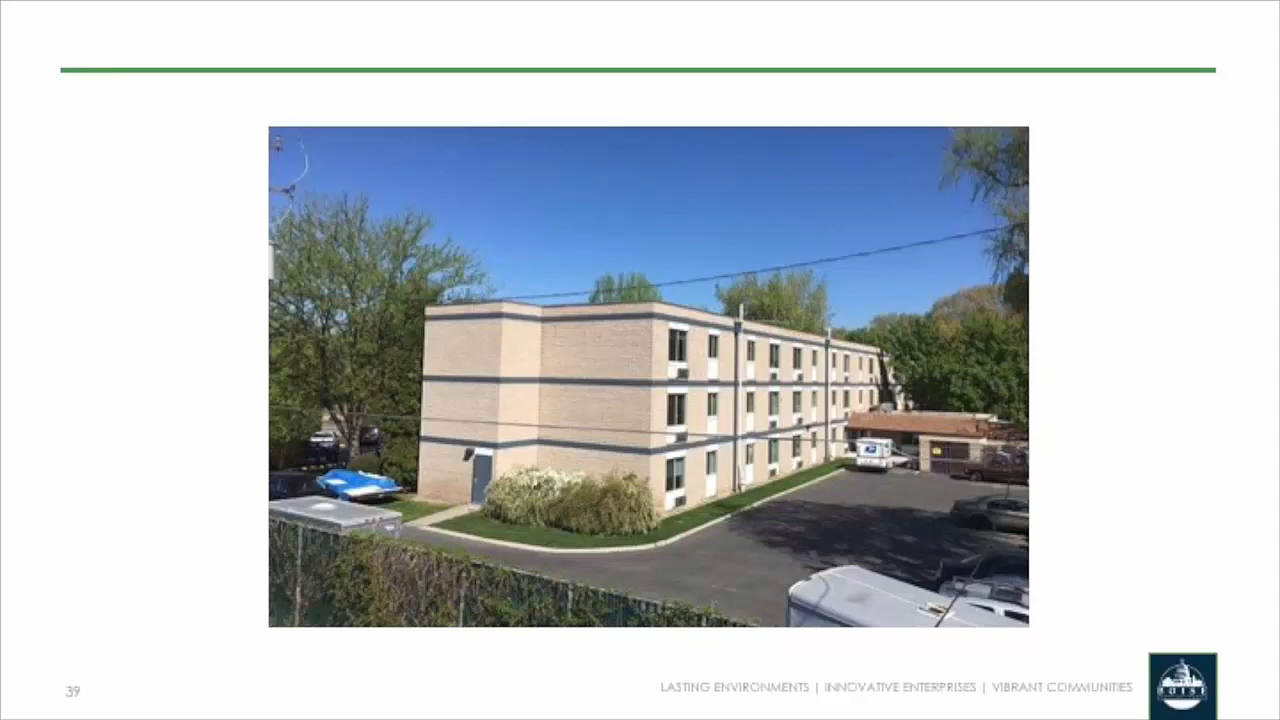 39
LASTING ENVIRONMENTS | INNOVATIVE ENTERPRISES | VIBRANT COMMUNITIES
BOISE